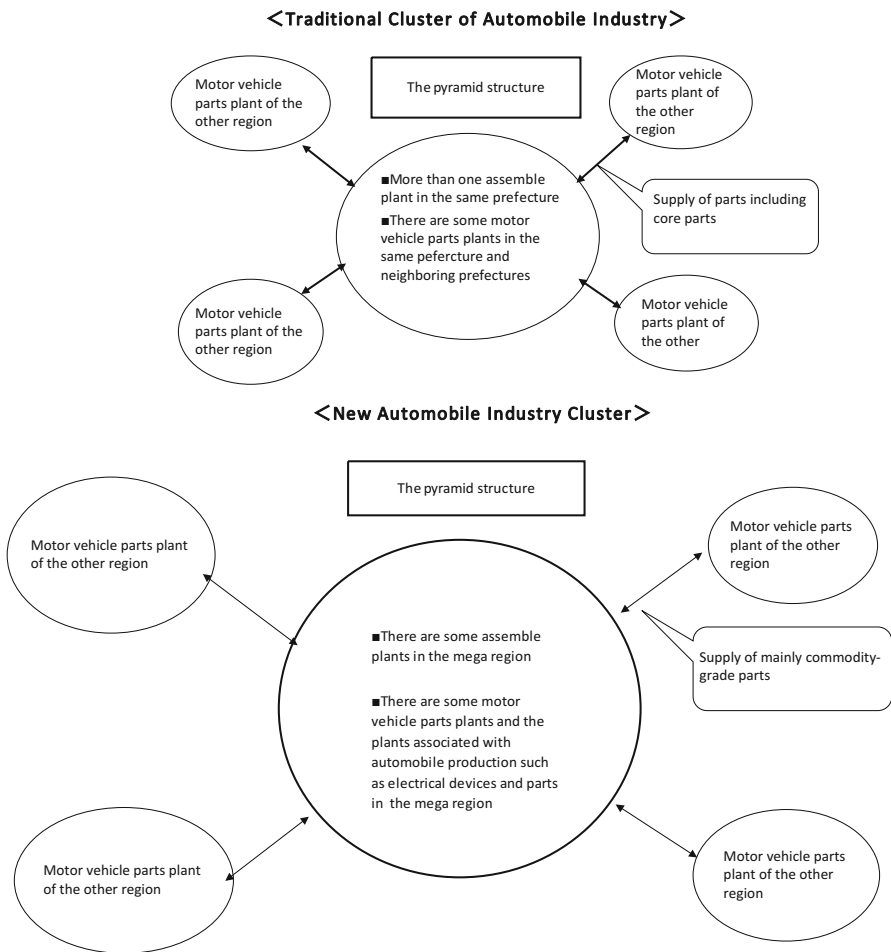 <Traditional Cluster of Automobile Industry>
Motor vehicle
parts plant of the
other region
The pyramid structure
Motor vehicle
parts plant of
the other
region
■More than one assemble
plant in the same prefecture
■There are some motor
vehicle parts plants in the
same pefercture and
neighboring prefectures
Supply of parts including
core parts
Motor vehicle
parts plant of the
other region
Motor vehicle
parts plant of
the other
<New Automobile Industry Cluster>
The pyramid structure
Motor vehicle parts plant
of the other region
Motor vehicle parts
plant of the other
region
■There are some assemble
plants in the mega region
Supply of mainly commodity-
grade parts
■There are some motor
vehicle parts plants and the
plants associated with
automobile production such
as electrical devices and parts
in the mega region
Motor vehicle parts plant
of the other region
Motor vehicle parts
plant of the other
region